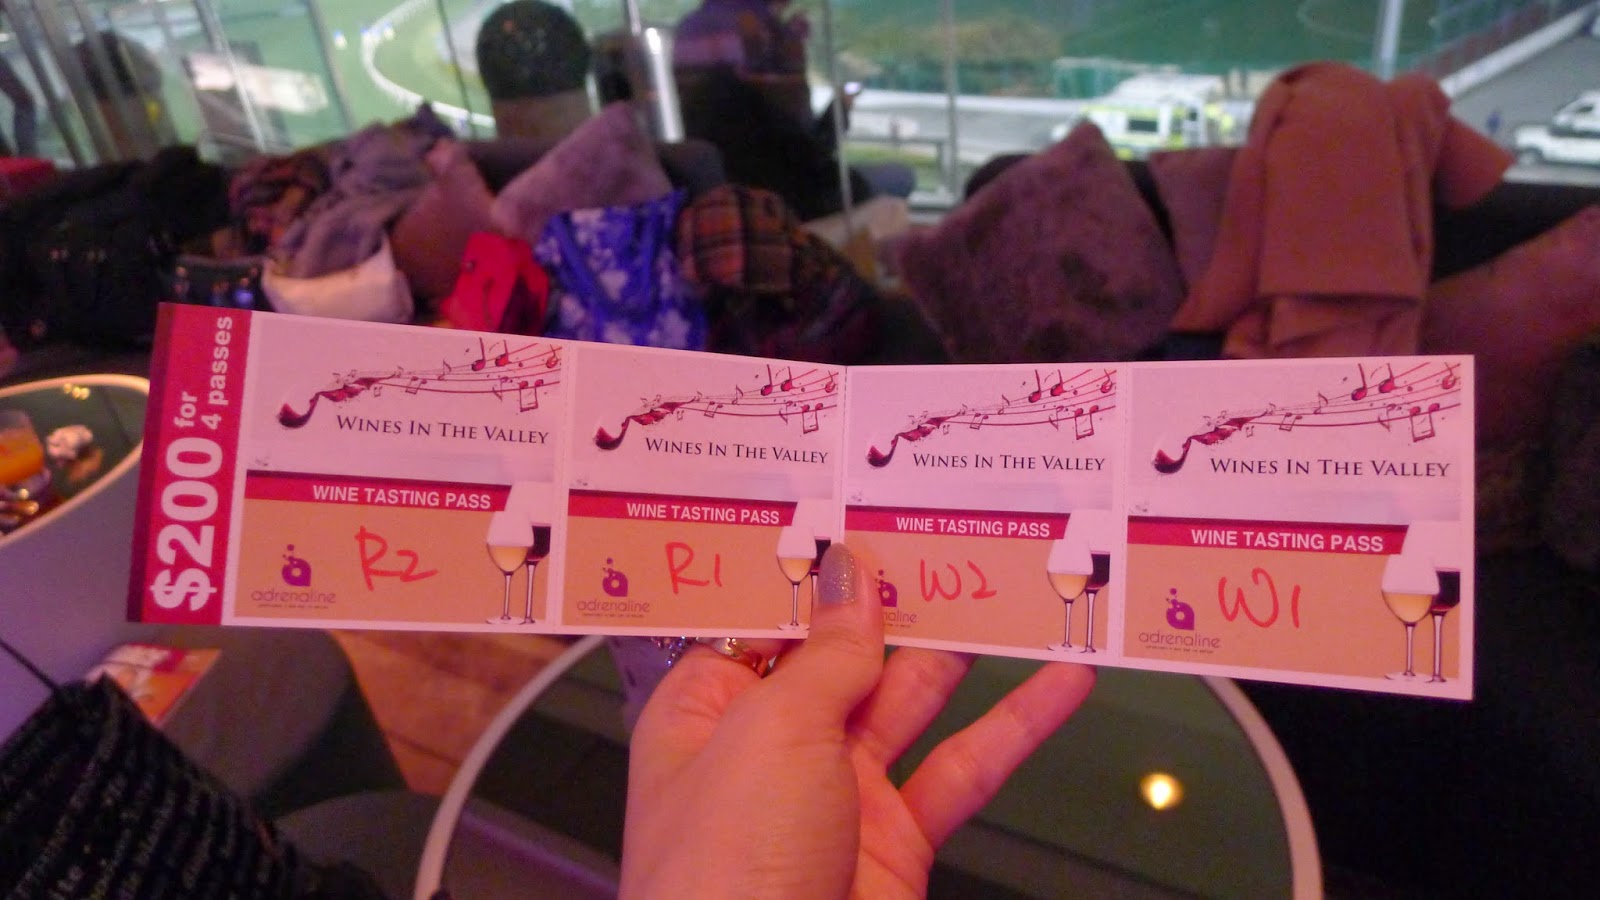 $200 for
4 passes
WINES IN THE VALLEY
WINE TASTING PASS
R2
adrenaline
WINES IN THE VALLEY
WINE TASTING PASS
R1
adrenaline
WINES IN THE VALLEY
WINE TASTING PASS
W2
WINES IN THE VALLEY
WINE TASTING PASS
W1
adrenaline